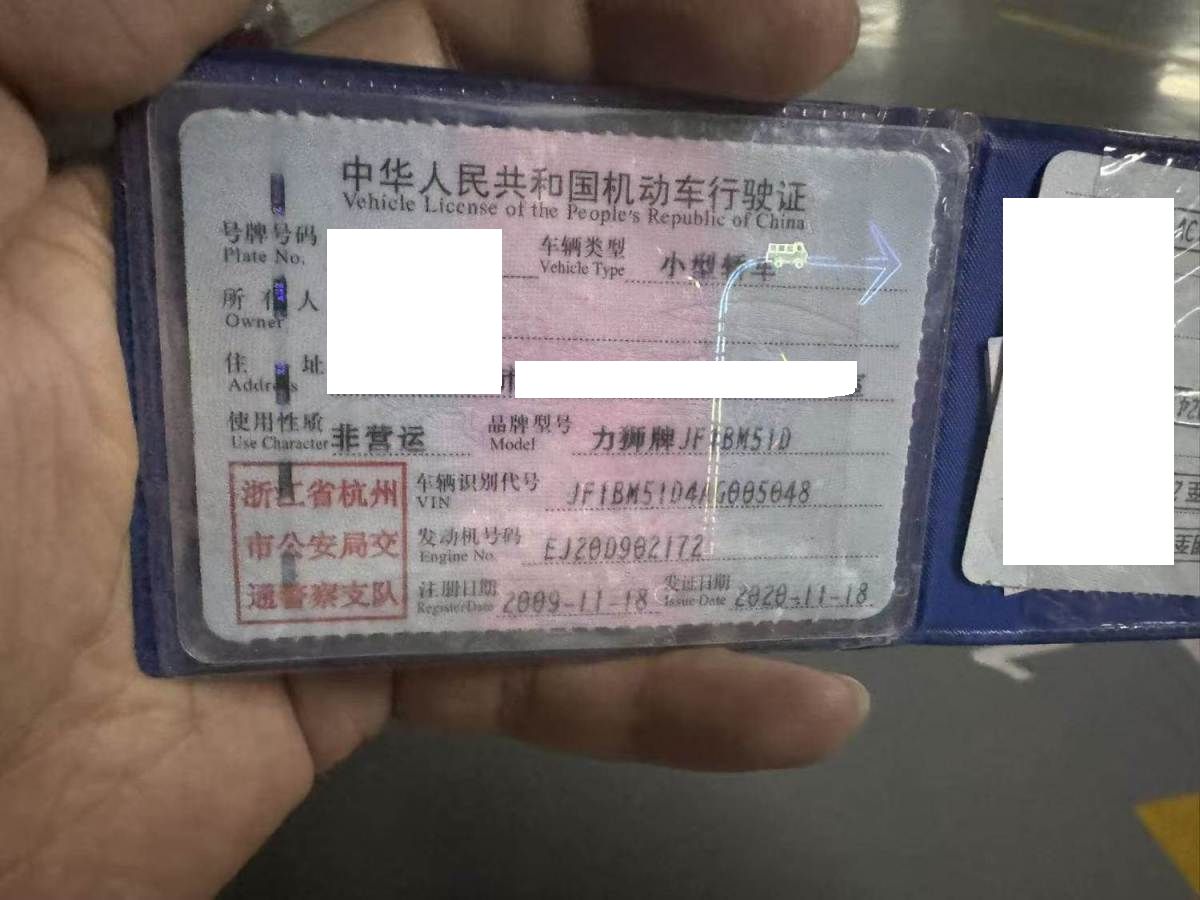 中华人民共和国机动车行驶证
Vehicle License of the People's Republic of China
号牌号码
Plate No.
车辆类型 小型轿车
Vehicle Type
所有人
Owner
住址
Address
使用性质 非营运
Use Character
品牌型号 力狮牌JF1BM51D
Model
浙江省杭州
市公安局交
通警察支队
车辆识别代号 JF1BM51D4AG005048
VIN
发动机号码 EJ20D902172
Engine No.
注册日期 2009-11-18
Register Date
发证日期 2020-11-18
Issue Date